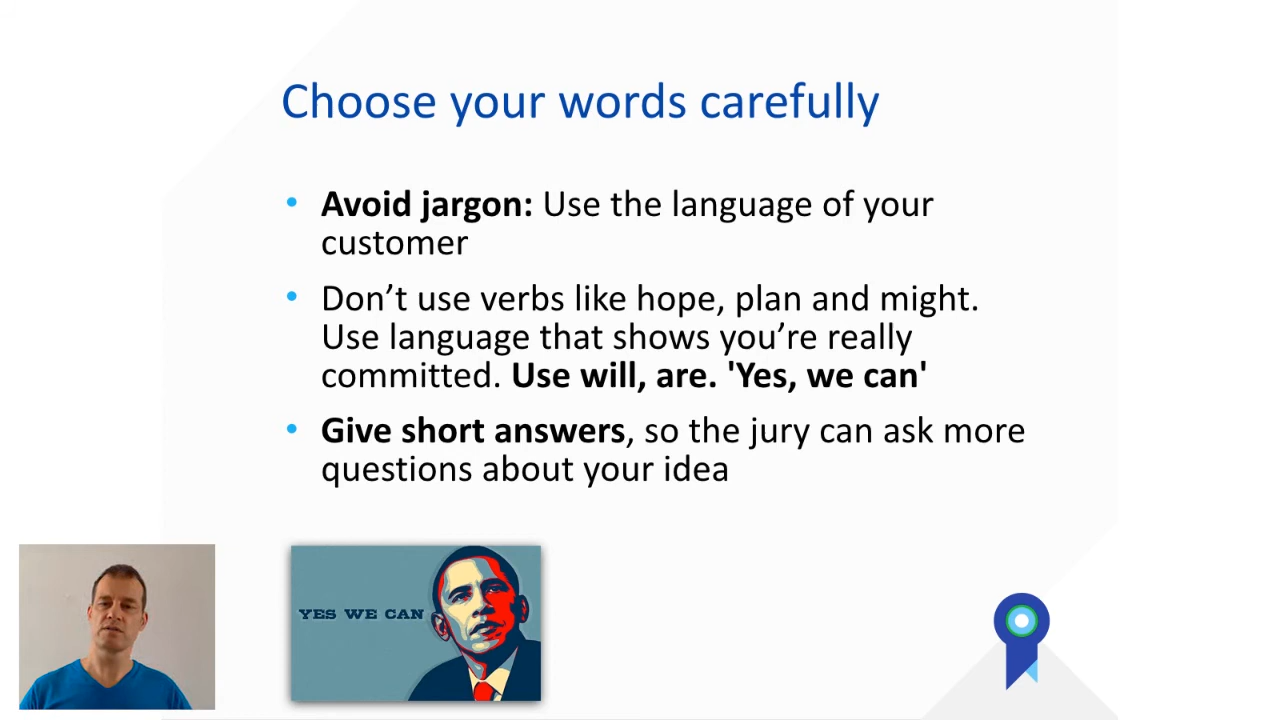 Choose your words carefully
• Avoid jargon: Use the language of your
customer
• Don’t use verbs like hope, plan and might.
Use language that shows you’re really
committed. Use will, are. 'Yes, we can'
• Give short answers, so the jury can ask more
questions about your idea
YES WE CAN